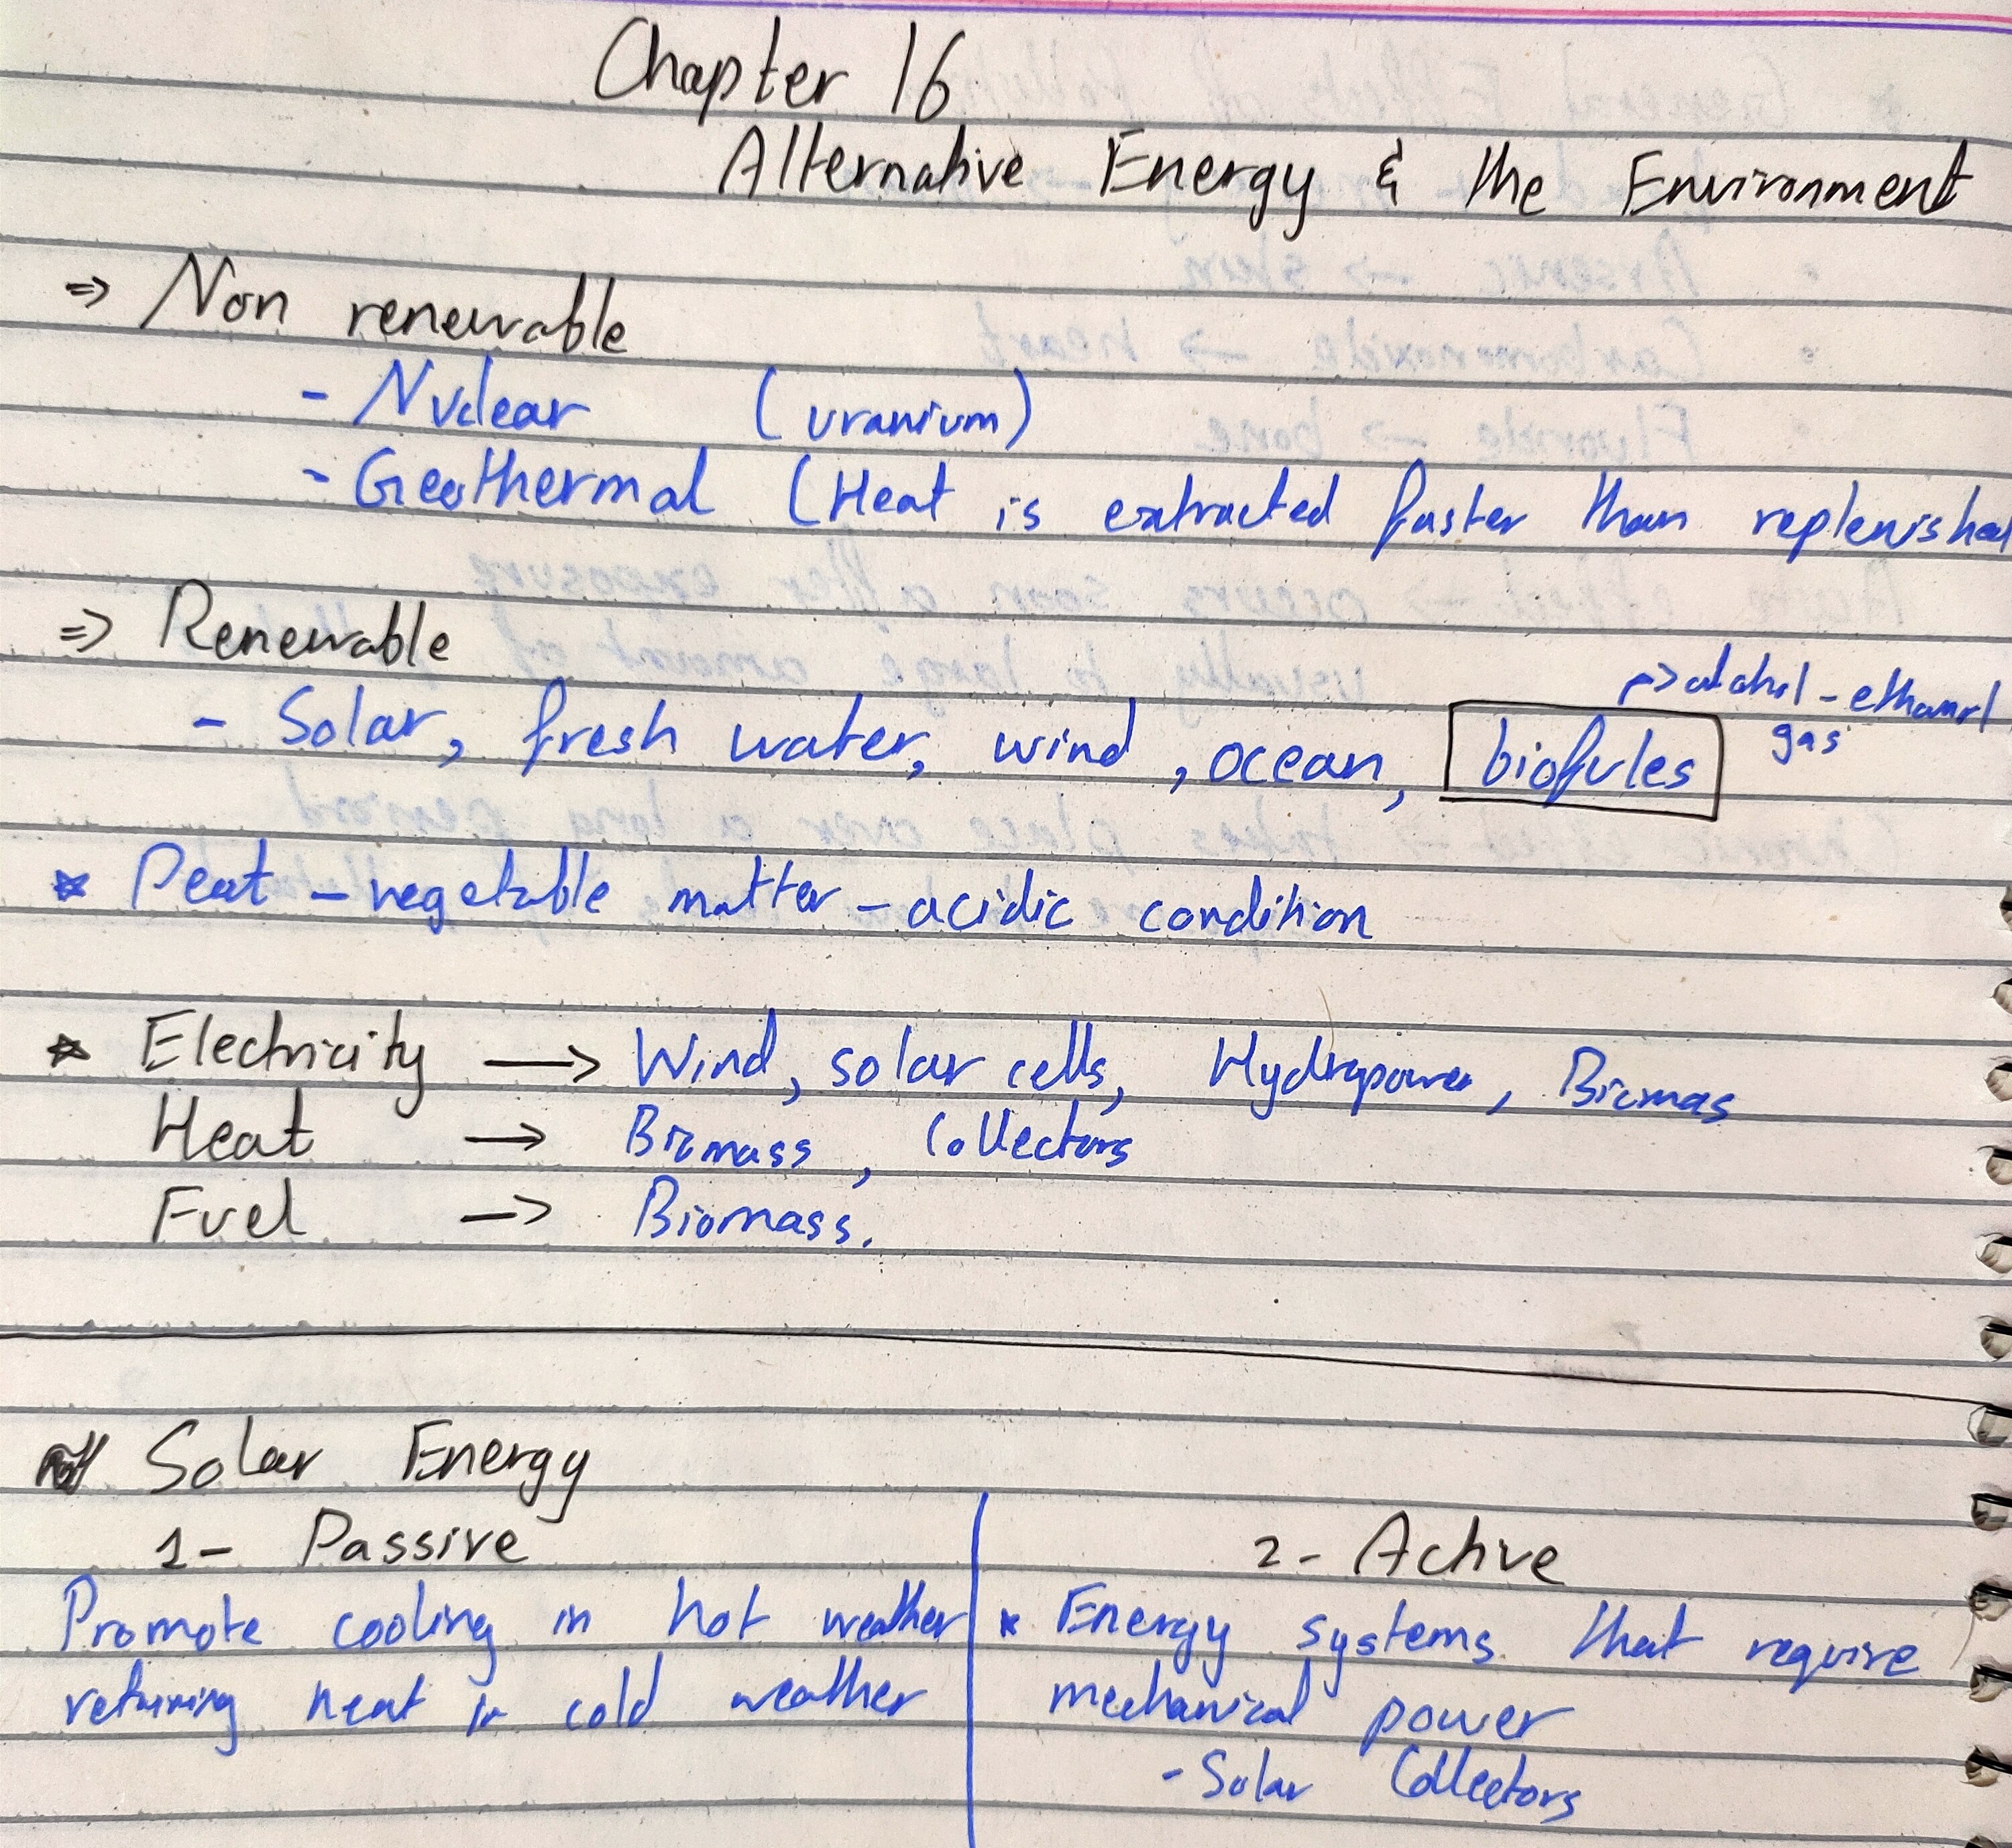 Chapter 16
Alternative Energy & the Environment
⇒ Non renewable
- Nuclear (uranium)
- Geothermal (Heat is extracted faster than replenished
⇒ Renewable
→ alcohol - ethanol
gas
- Solar, fresh water, wind, ocean, biofules
* Peat - vegetable matter - acidic condition
* Electricity → Wind, solar cells, Hydropower, Biomas
Heat → Biomass, Collectors
Fuel → Biomass.
Solar Energy
1- Passive
Promote cooling in hot weather
retaining heat in cold weather
2- Active
* Energy systems that require
mechanical power
- Solar Collectors